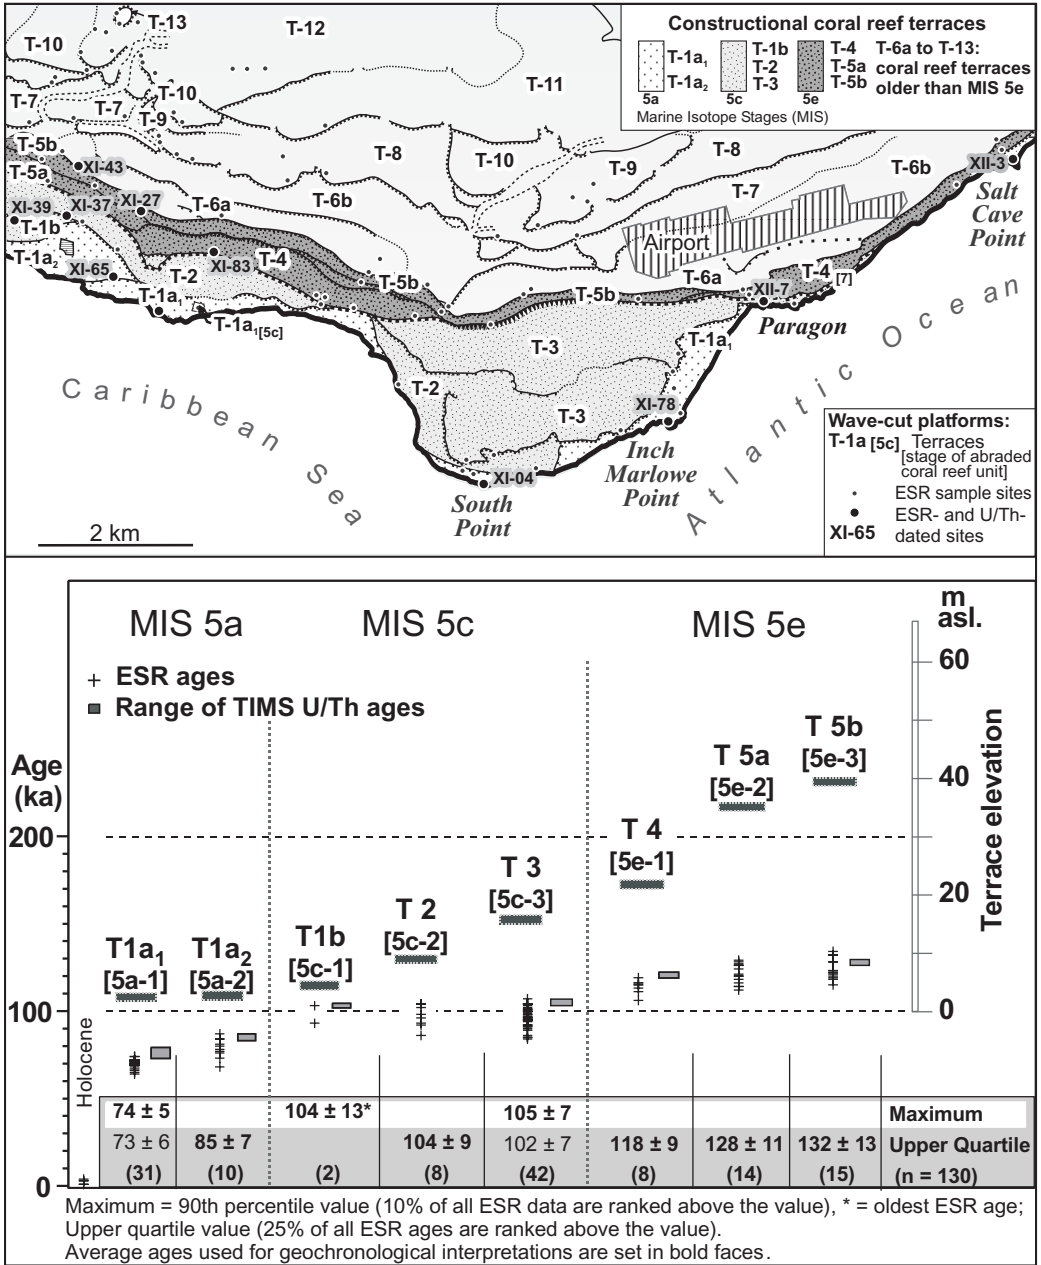 T-13
T-12
T-10
T-11
T-7
T-7
T-10
T-9
T-8
T-10
T-9
T-8
T-5b
T-5a
XI-43
XI-39
XI-37
XI-27
T-6a
T-6b
T-7
T-6b
XII-3
Salt
Cave
Point
T-1b
T-1a₂
XI-65
XI-83
T-4
T-2
T-5b
Airport
T-6a
T-5b
XII-7
T-4 [7]
Paragon
T-1a₁
T-1a₁[5c]
T-3
T-1a₁
T-2
T-3
XI-78
Inch
Marlowe
Point
XI-04
South
Point
Caribbean Sea
Atlantic Ocean
2 km
Constructional coral reef terraces
T-1a₁
T-1a₂
5a
T-1b
T-2
T-3
5c
T-4
T-5a
T-5b
5e
T-6a to T-13:
coral reef terraces
older than MIS 5e
Marine Isotope Stages (MIS)
Wave-cut platforms:
T-1a [5c] Terraces
[stage of abraded
coral reef unit]
ESR sample sites
ESR- and U/Th-
XI-65 dated sites
MIS 5a
MIS 5c
MIS 5e
m
asl.
60
40
20
0
Terrace elevation
+ ESR ages
Range of TIMS U/Th ages
Age
(ka)
200
100
0
Holocene
T1a₁
[5a-1]
T1a₂
[5a-2]
T1b
[5c-1]
T 2
[5c-2]
T 3
[5c-3]
T 4
[5e-1]
T 5a
[5e-2]
T 5b
[5e-3]
74 ± 5 104 ± 13* 105 ± 7 Maximum
73 ± 6 85 ± 7 104 ± 9 102 ± 7 118 ± 9 128 ± 11 132 ± 13 Upper Quartile
(31) (10) (2) (8) (42) (8) (14) (15) (n = 130)
Maximum = 90th percentile value (10% of all ESR data are ranked above the value), * = oldest ESR age;
Upper quartile value (25% of all ESR ages are ranked above the value).
Average ages used for geochronological interpretations are set in bold faces.